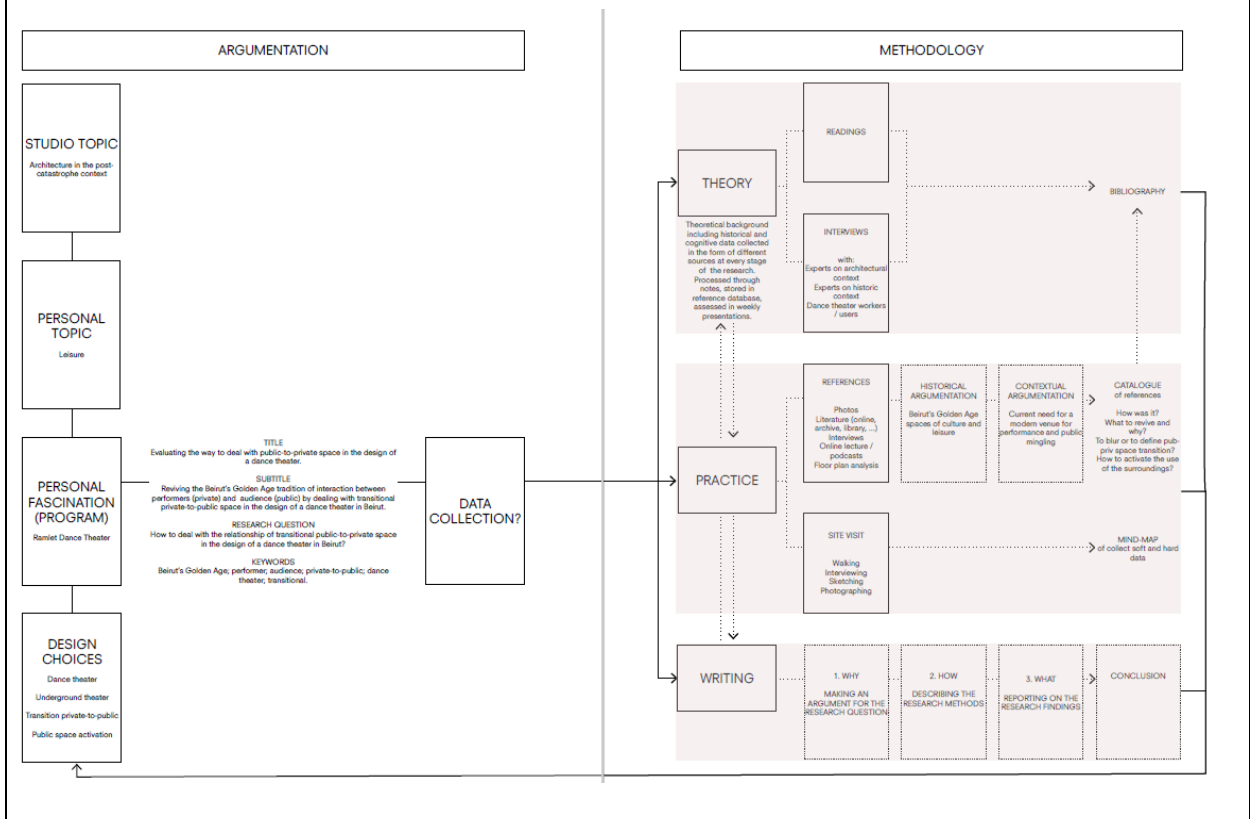 ARGUMENTATION
STUDIO TOPIC
Architecture in the post-
catastrophe context
PERSONAL
TOPIC
Leisure
PERSONAL
FASCINATION
(PROGRAM)
Ramlet Dance Theater
DESIGN
CHOICES
Dance theater
Underground theater
Transition private-to-public
Public space activation
TITLE
Evaluating the way to deal with public-to-private space in the design of
a dance theater.
SUBTITLE
Reviving the Beirut's Golden Age tradition of interaction between
performers (private) and audience (public) by dealing with transitional
private-to-public space in the design of a dance theater in Beirut.
RESEARCH QUESTION
How to deal with the relationship of transitional public-to-private space
in the design of a dance theater in Beirut?
KEYWORDS
Beirut's Golden Age; performer; audience; private-to-public; dance
theater; transitional.
DATA
COLLECTION?
METHODOLOGY
THEORY
Theoretical background
including historical and
cognitive data collected
in the form of different
sources at every stage
of the research.
Processed through
notes, stored in
reference database,
assessed in weekly
presentations.
READINGS
INTERVIEWS
with:
Experts on architectural
context
Experts on historic
context
Dance theater workers
/ users
BIBLIOGRAPHY
PRACTICE
REFERENCES
Photos
Literature (online,
archive, library, ...)
Interviews
Online lecture /
podcasts
Floor plan analysis
HISTORICAL
ARGUMENTATION
Beirut's Golden Age
spaces of culture and
leisure
CONTEXTUAL
ARGUMENTATION
Current need for a
modern venue for
performance and public
mingling
CATALOGUE
of references
How was it?
What to revive and
why?
To blur or to define pub-
priv space transition?
How to activate the use
of the surroundings?
SITE VISIT
Walking
Interviewing
Sketching
Photographing
MIND-MAP
of collect soft and hard
data
WRITING
1. WHY
MAKING AN
ARGUMENT FOR THE
RESEARCH QUESTION
2. HOW
DESCRIBING THE
RESEARCH METHODS
3. WHAT
REPORTING ON THE
RESEARCH FINDINGS
CONCLUSION